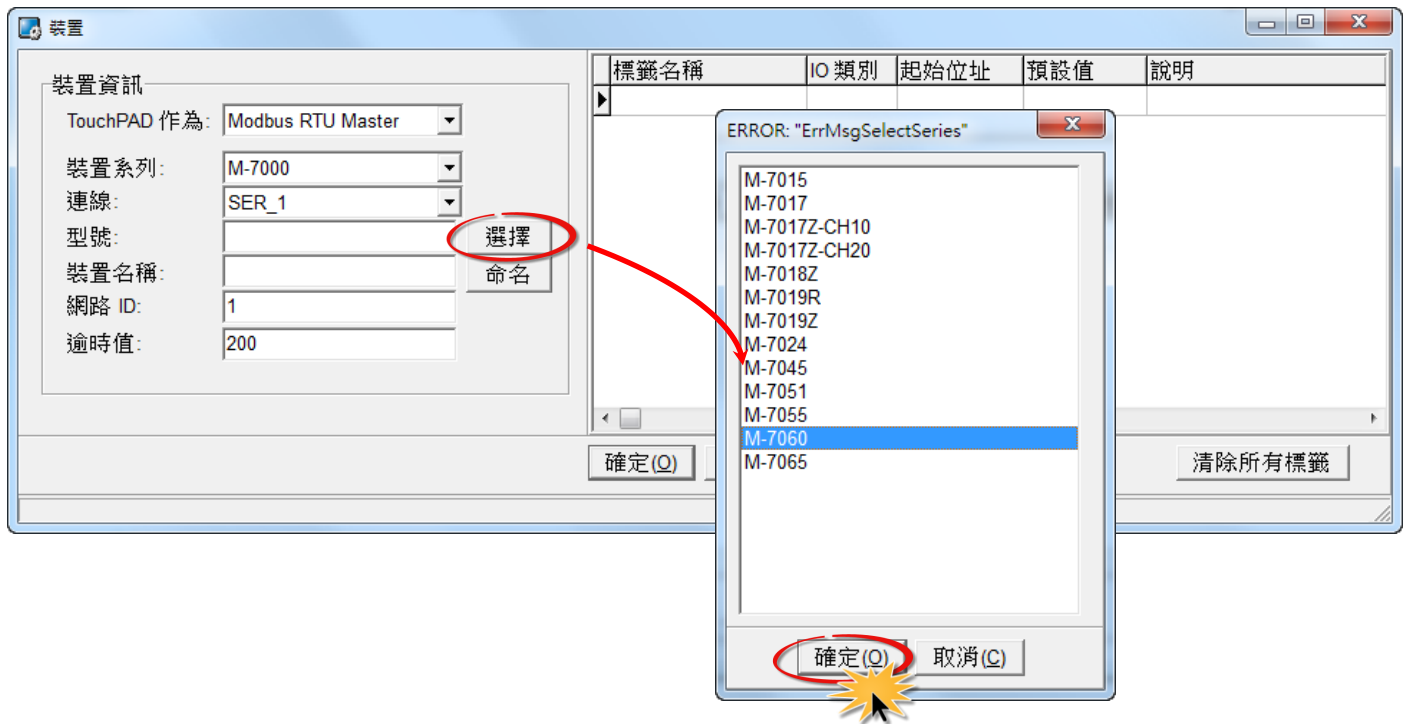 裝置
裝置資訊
TouchPAD 作為: Modbus RTU Master
裝置系列: M-7000
連線: SER_1
型號: 選擇
裝置名稱: 命名
網路 ID: 1
逾時值: 200
標籤名稱 IO 類別 起始位址 預設值 說明
確定(O)
清除所有標籤
ERROR: "ErrMsgSelectSeries"
M-7015
M-7017
M-7017Z-CH10
M-7017Z-CH20
M-7018Z
M-7019R
M-7019Z
M-7024
M-7045
M-7051
M-7055
M-7060
M-7065
確定(O) 取消(C)